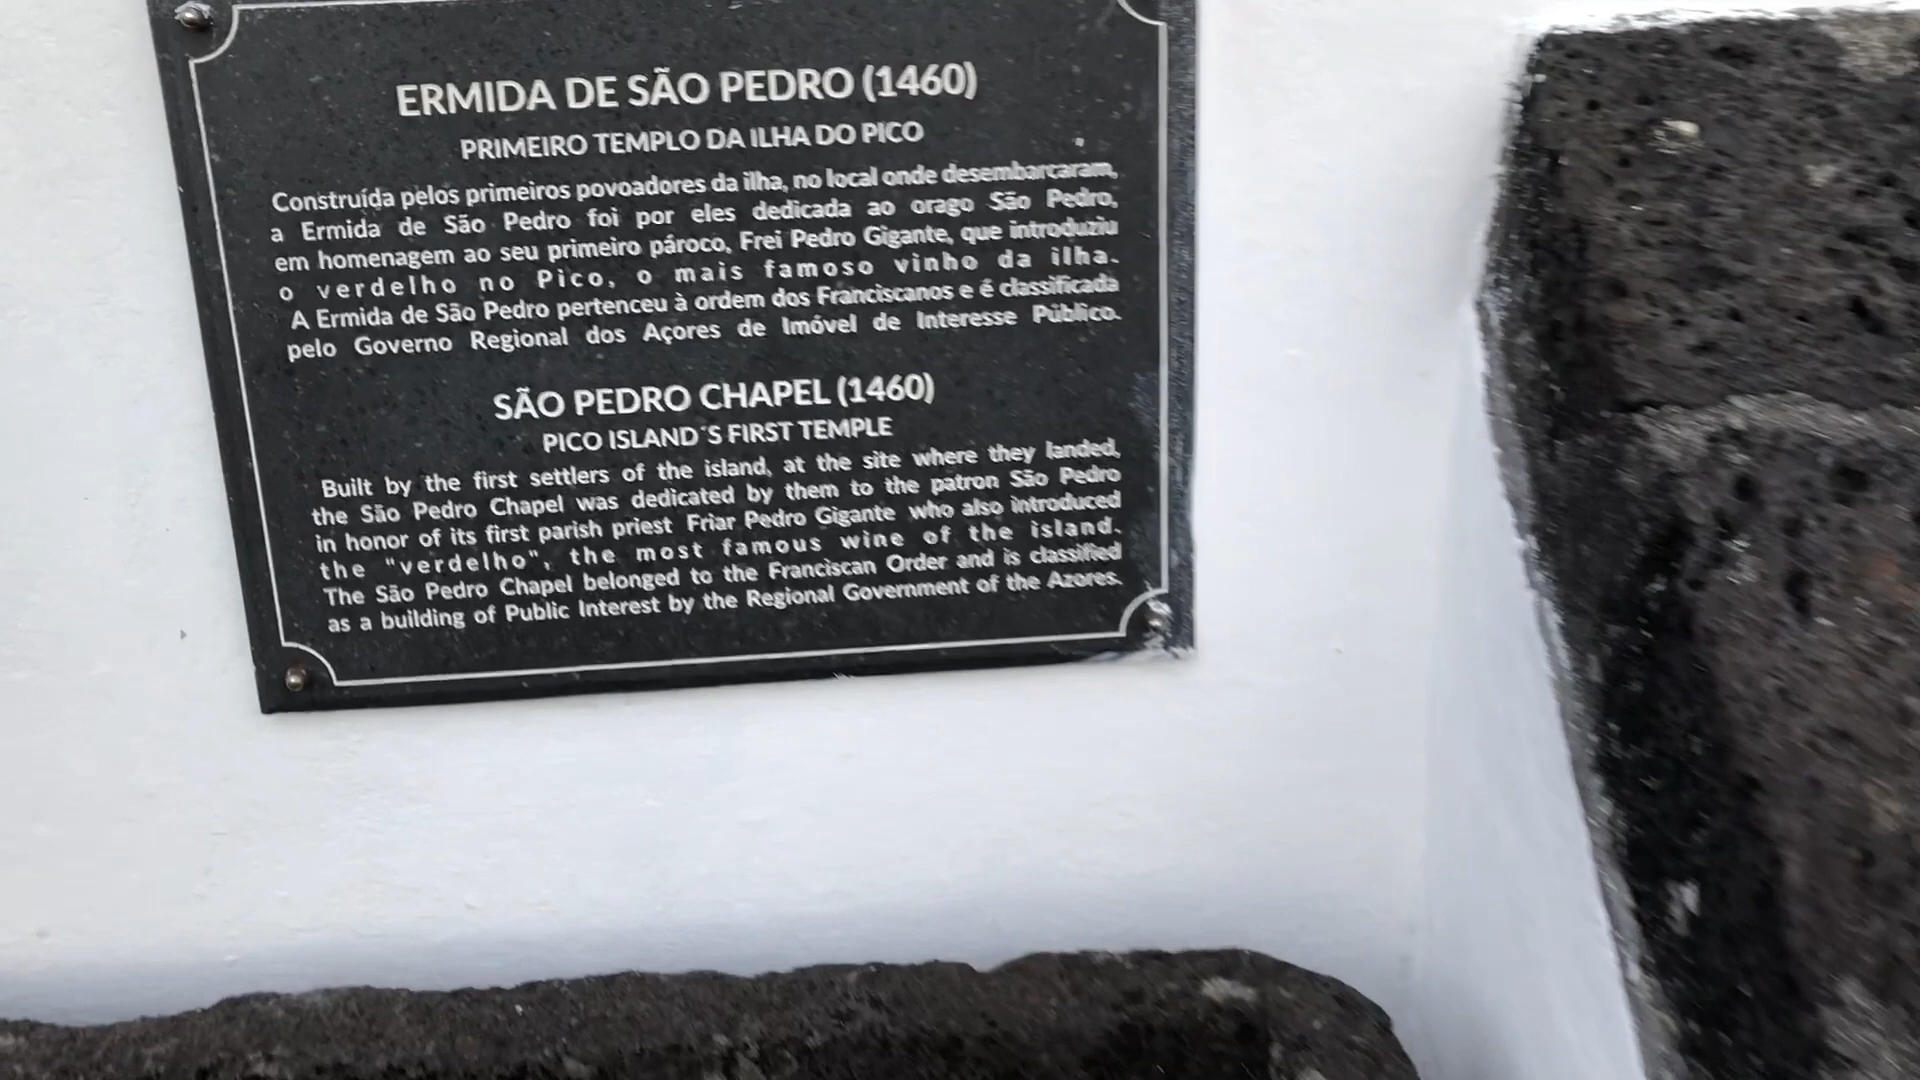 ERMIDA DE SÃO PEDRO (1460)
PRIMEIRO TEMPLO DA ILHA DO PICO
Construída pelos primeiros povoadores da ilha, no local onde desembarcaram,
a Ermida de São Pedro foi por eles dedicada ao orago São Pedro,
em homenagem ao seu primeiro pároco, Frei Pedro Gigante, que introduziu
o verdelho no Pico, o mais famoso vinho da ilha.
A Ermida de São Pedro pertenceu à ordem dos Franciscanos e é classificada
pelo Governo Regional dos Açores de Imóvel de Interesse Público.
SÃO PEDRO CHAPEL (1460)
PICO ISLAND´S FIRST TEMPLE
Built by the first settlers of the island, at the site where they landed,
the São Pedro Chapel was dedicated by them to the patron São Pedro
in honor of its first parish priest Friar Pedro Gigante who also introduced
the "verdelho", the most famous wine of the island.
The São Pedro Chapel belonged to the Franciscan Order and is classified
as a building of Public Interest by the Regional Government of the Azores.